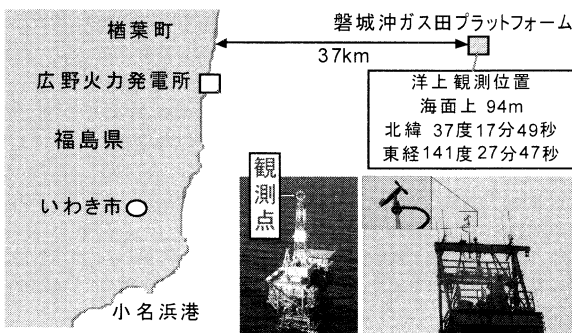 楢葉町
磐城沖ガス田プラットフォーム
37km
広野火力発電所
洋上観測位置
海面上 94m
北緯 37度17分49秒
東経141度27分47秒
福島県
観測点
いわき市
小名浜港